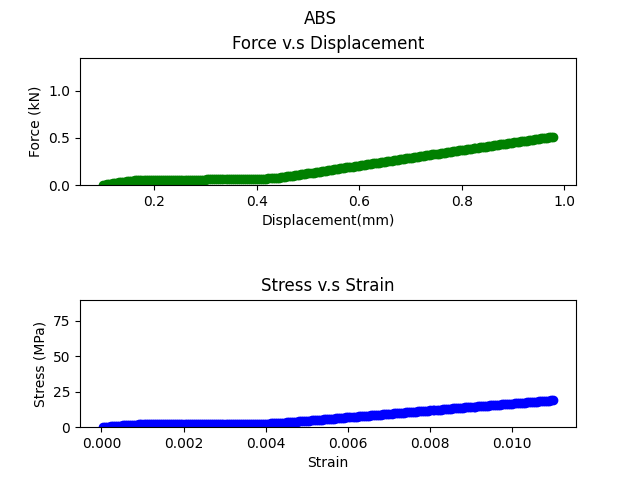 ABS
Force v.s Displacement
Force (kN)
1.0
0.5
0.0
0.2 0.4 0.6 0.8 1.0
Displacement(mm)
Stress v.s Strain
Stress (MPa)
75
50
25
0
0.000 0.002 0.004 0.006 0.008 0.010
Strain